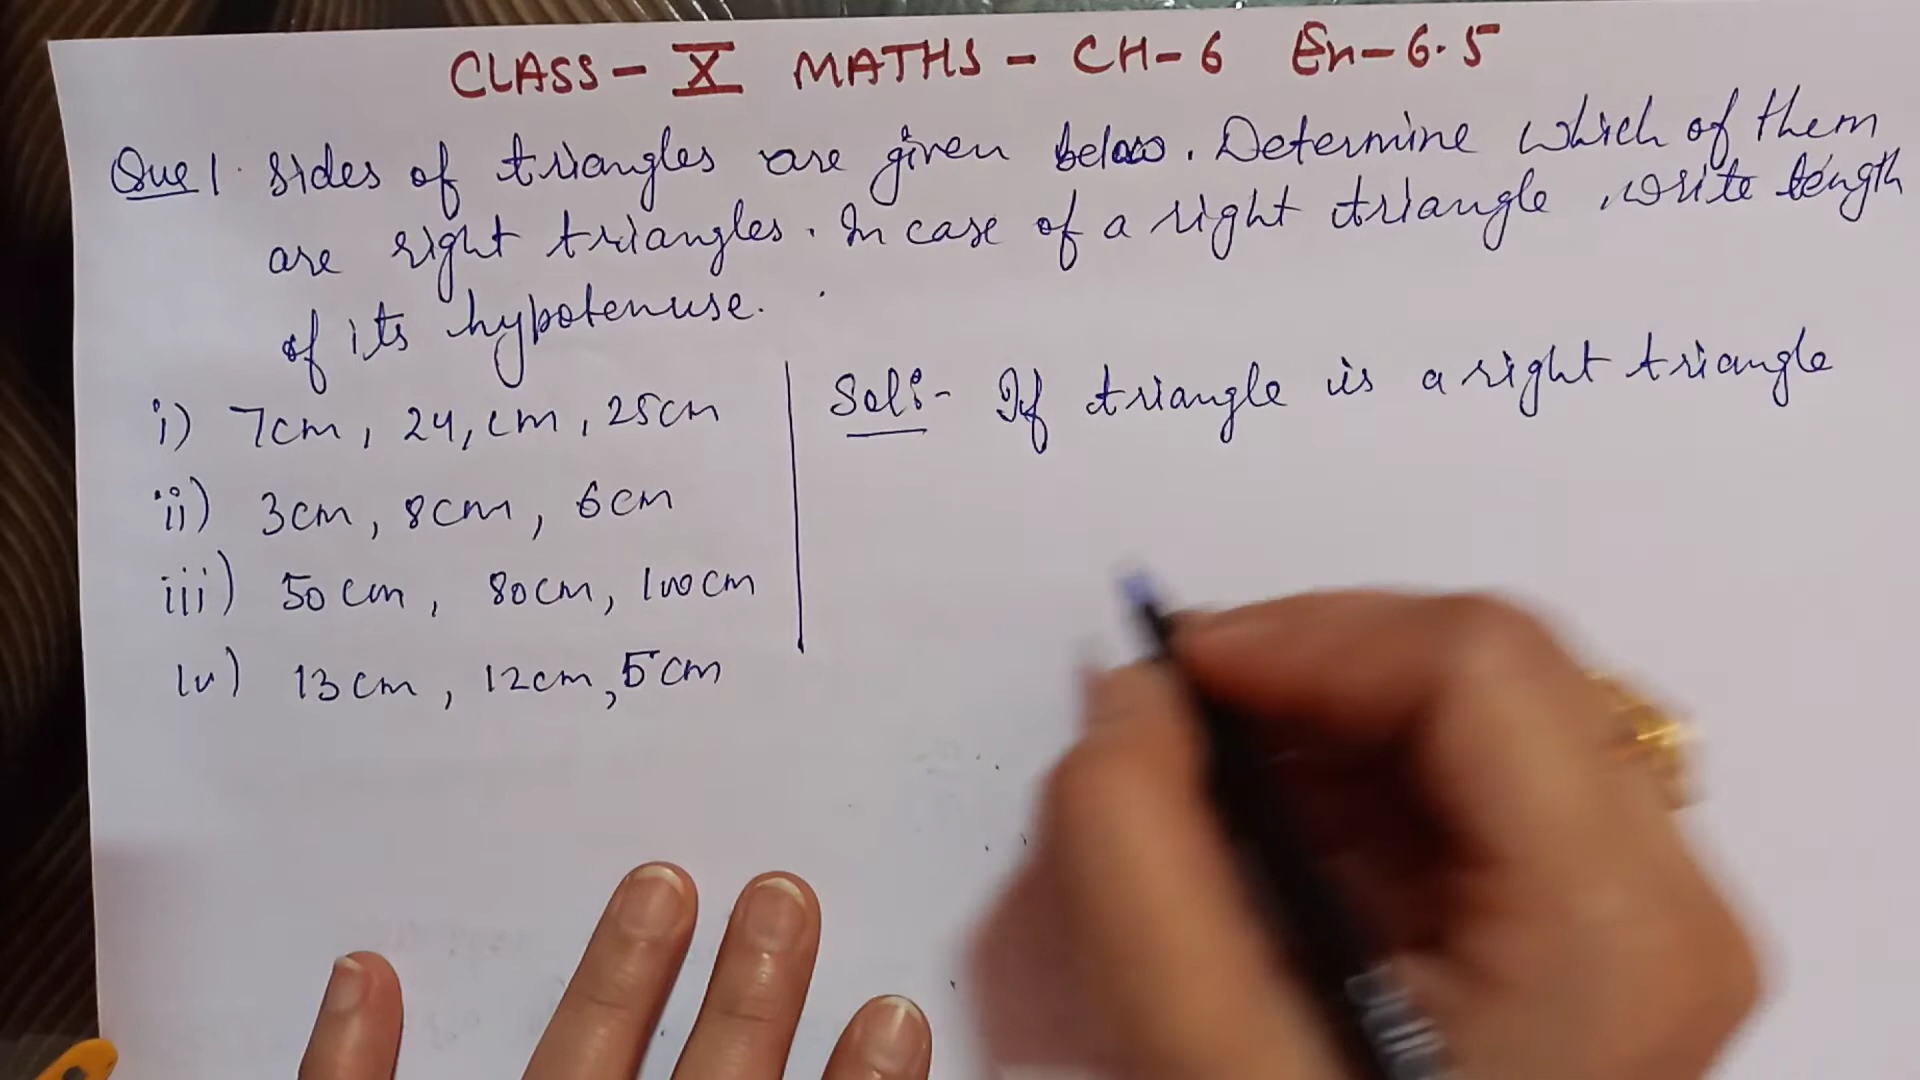 CLASS - X MATHS - CH-6 Ex-6.5
Que 1. Sides of triangles are given below. Determine which of them
are right triangles. In case of a right triangle, write length
of its hypotenuse.
i) 7cm, 24, cm, 25cm
ii) 3cm, 8cm, 6cm
iii) 50cm, 80cm, 100cm
iv) 13cm, 12cm, 5cm
Sol:- If triangle is a right triangle